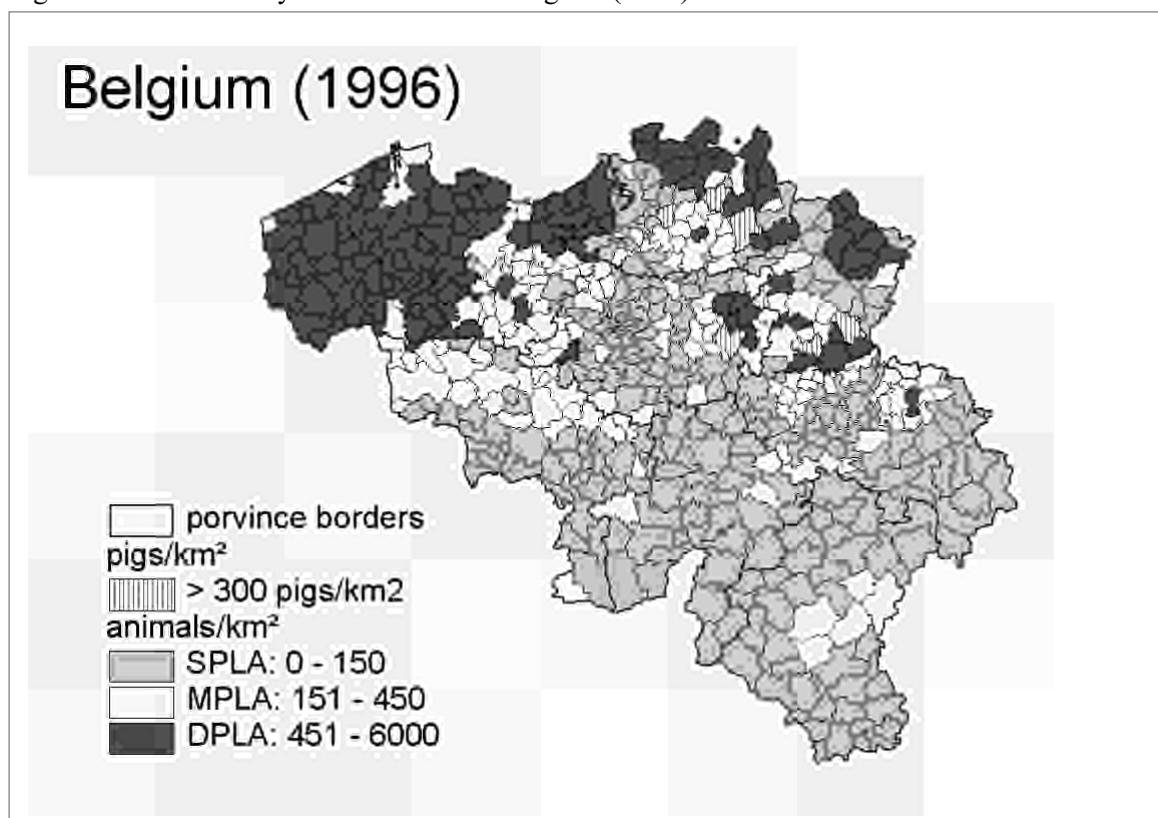 Belgium (1996)
porvince borders
pigs/km²
> 300 pigs/km2
animals/km²
SPLA: 0 - 150
MPLA: 151 - 450
DPLA: 451 - 6000